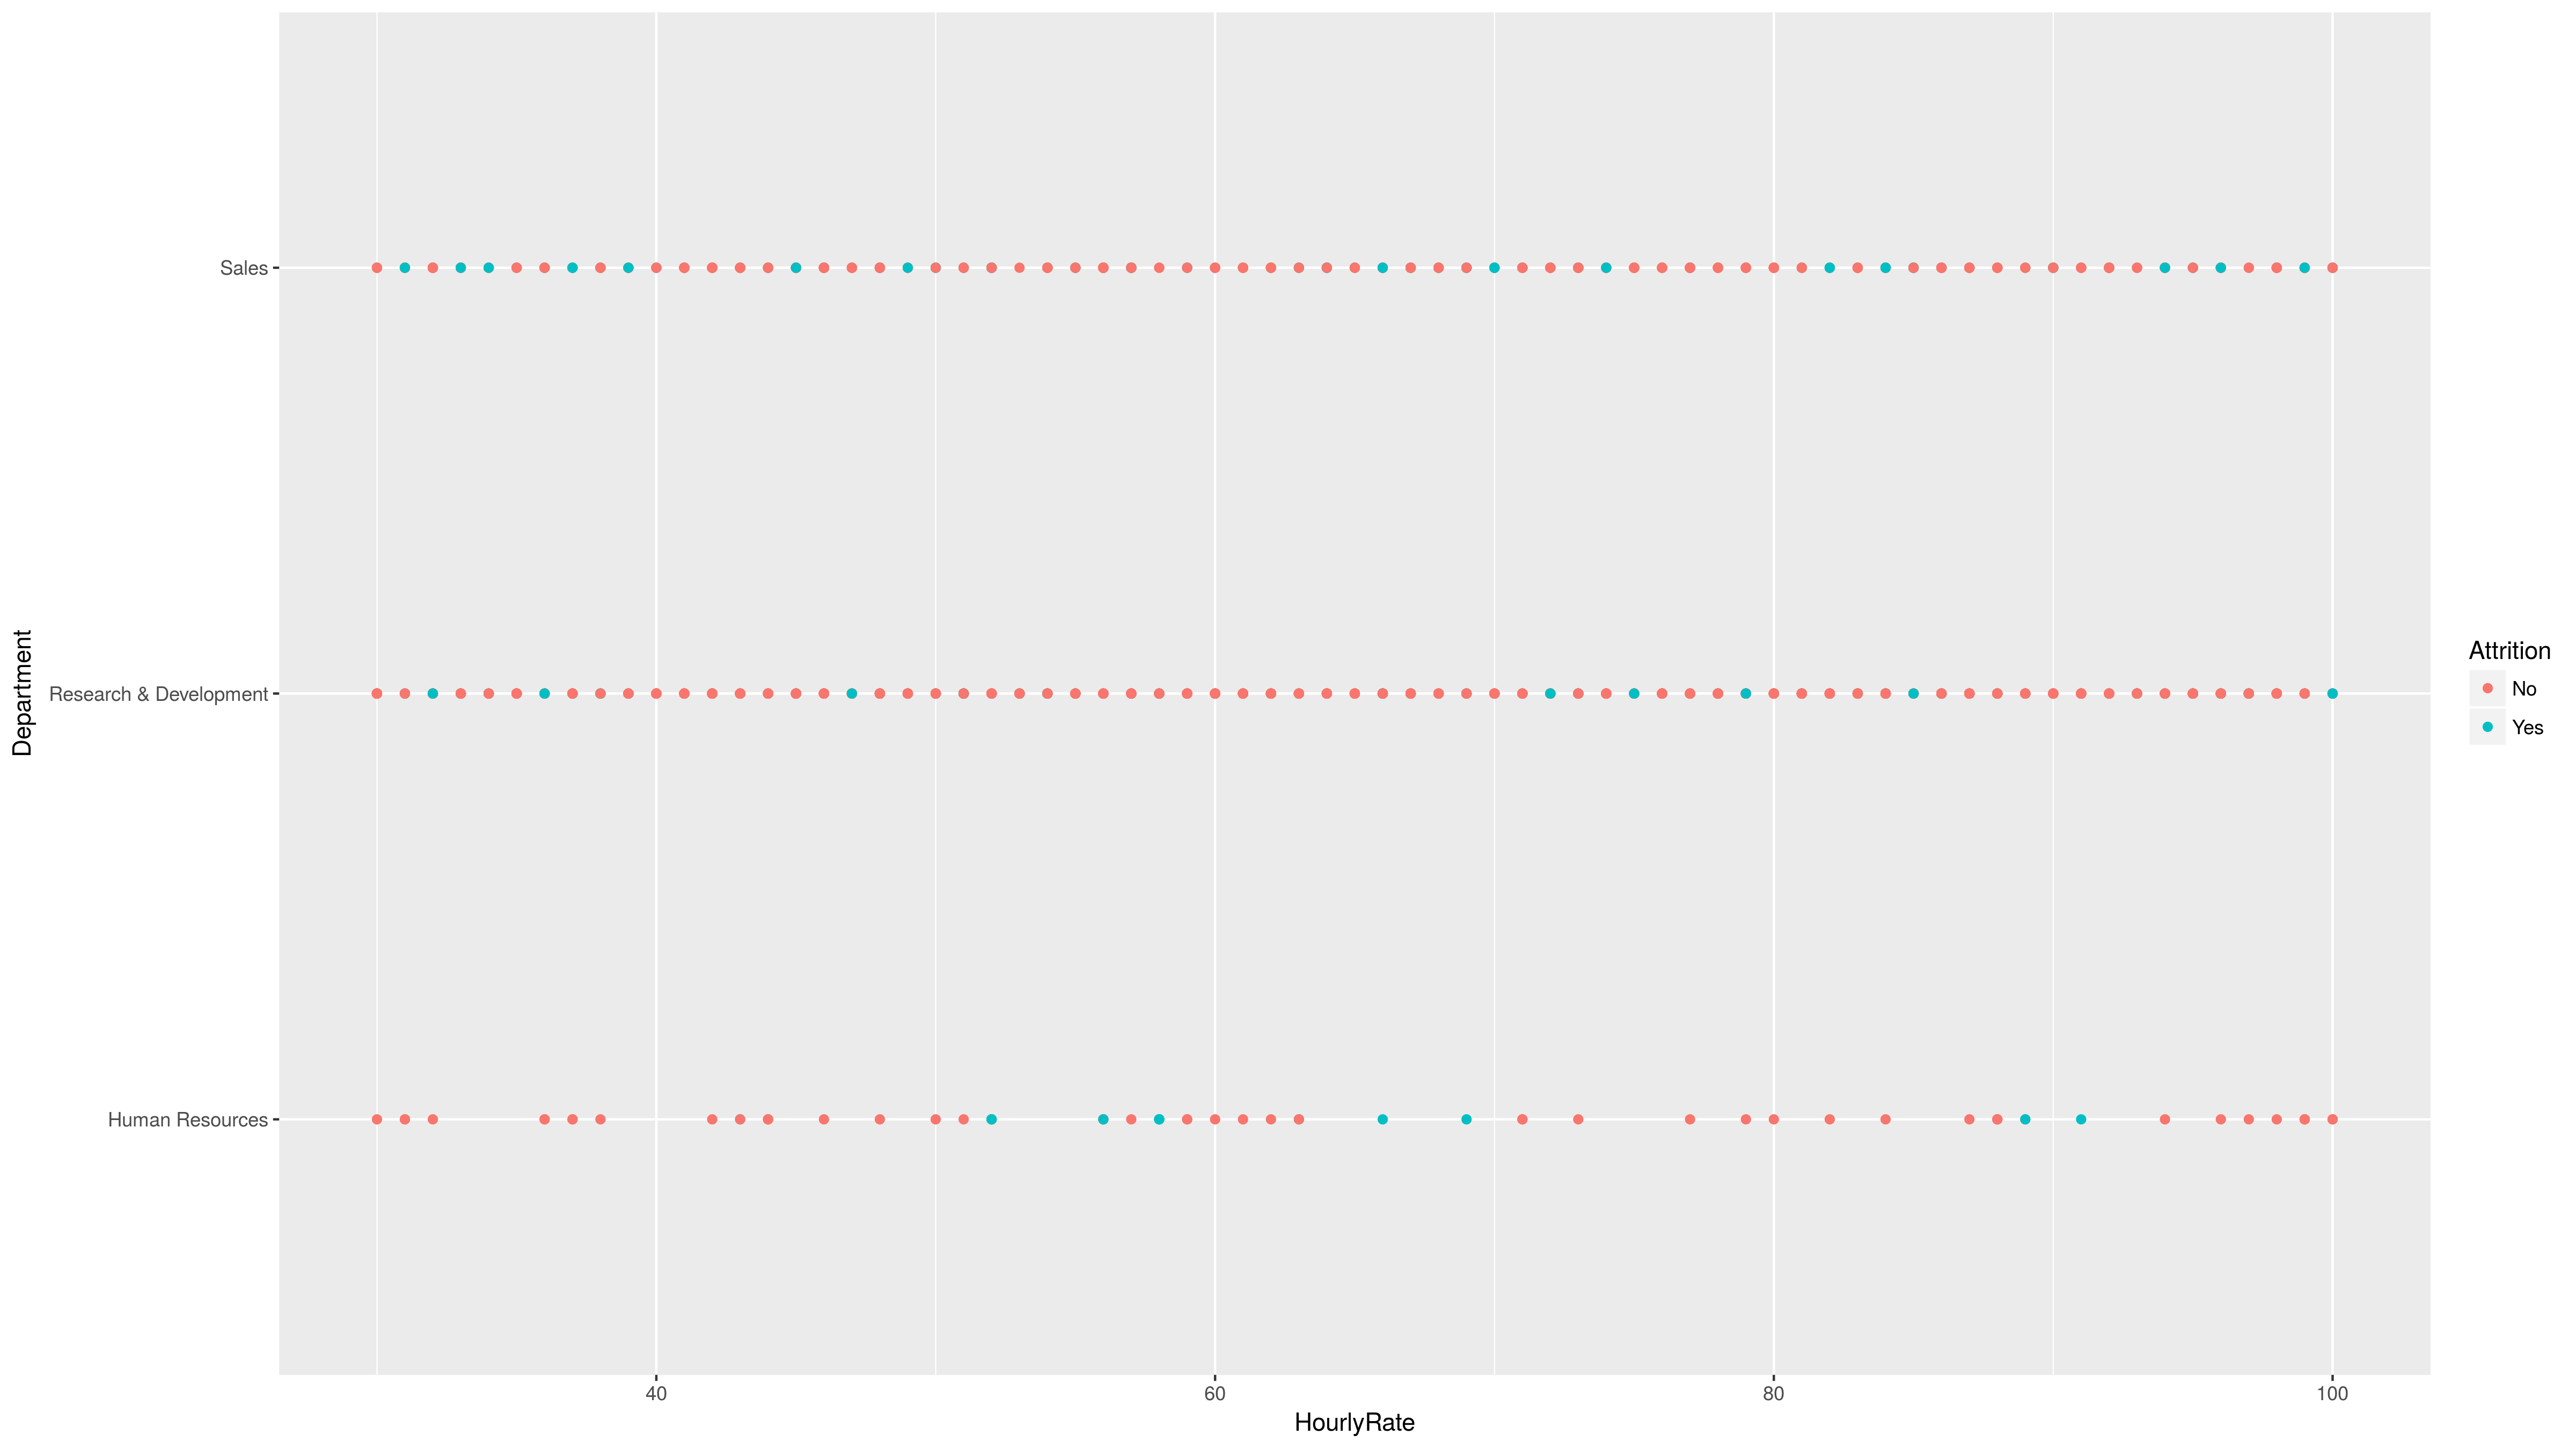 Sales
Research & Development
Human Resources
Department
40
60
80
100
HourlyRate
Attrition
No
Yes